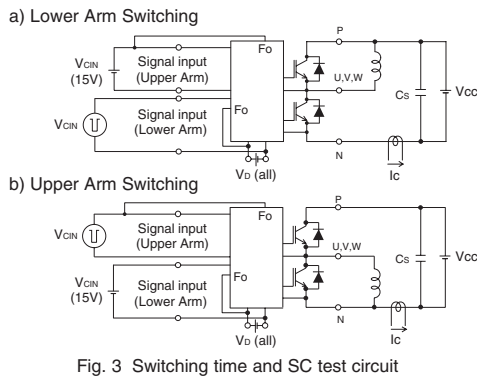 a) Lower Arm Switching
P
Fo
VCIN
(15V)
Signal input
(Upper Arm)
U,V,W
CS
VCC
Signal input
(Lower Arm)
Fo
VCIN
N
IC
VD (all)
b) Upper Arm Switching
P
Fo
VCIN
Signal input
(Upper Arm)
U,V,W
CS
VCC
VCIN
(15V)
Signal input
(Lower Arm)
Fo
N
IC
VD (all)
Fig. 3 Switching time and SC test circuit